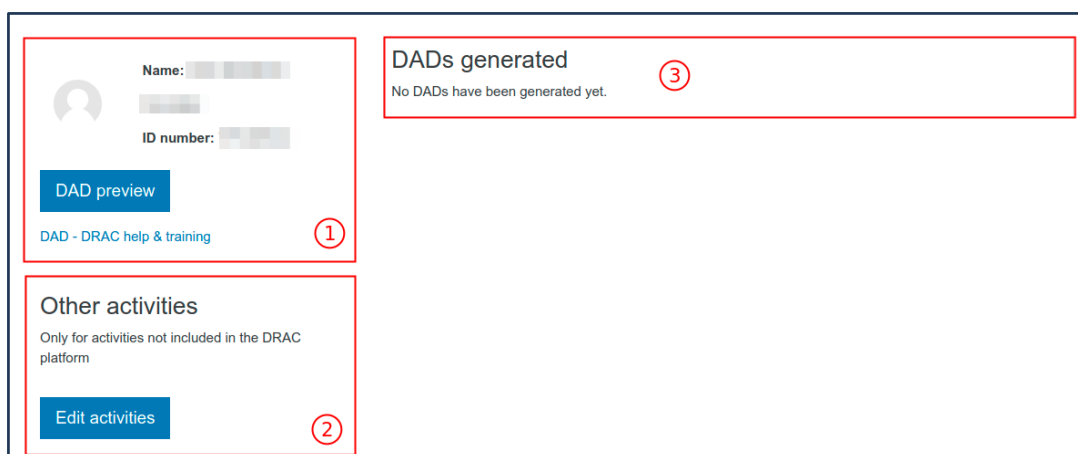 Name:
ID number:
DAD preview
DAD - DRAC help & training
1
Other activities
Only for activities not included in the DRAC
platform
Edit activities
2
DADs generated
3
No DADs have been generated yet.